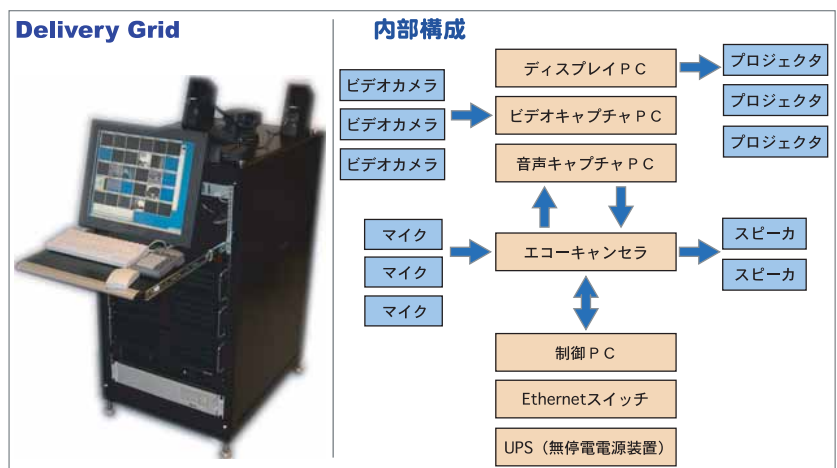 Delivery Grid
内部構成
ビデオカメラ
ビデオカメラ
ビデオカメラ
ディスプレイPC
ビデオキャプチャPC
音声キャプチャPC
プロジェクタ
プロジェクタ
プロジェクタ
マイク
マイク
マイク
エコーキャンセラ
スピーカ
スピーカ
制御PC
Ethernetスイッチ
UPS（無停電電源装置）